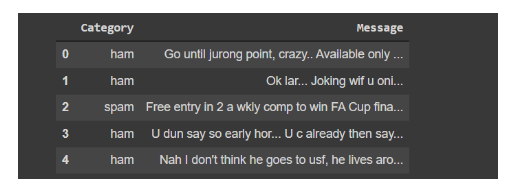 Category Message
0 ham Go until jurong point, crazy.. Available only ...
1 ham Ok lar... Joking wif u oni...
2 spam Free entry in 2 a wkly comp to win FA Cup fina...
3 ham U dun say so early hor... U c already then say...
4 ham Nah I don't think he goes to usf, he lives aro...